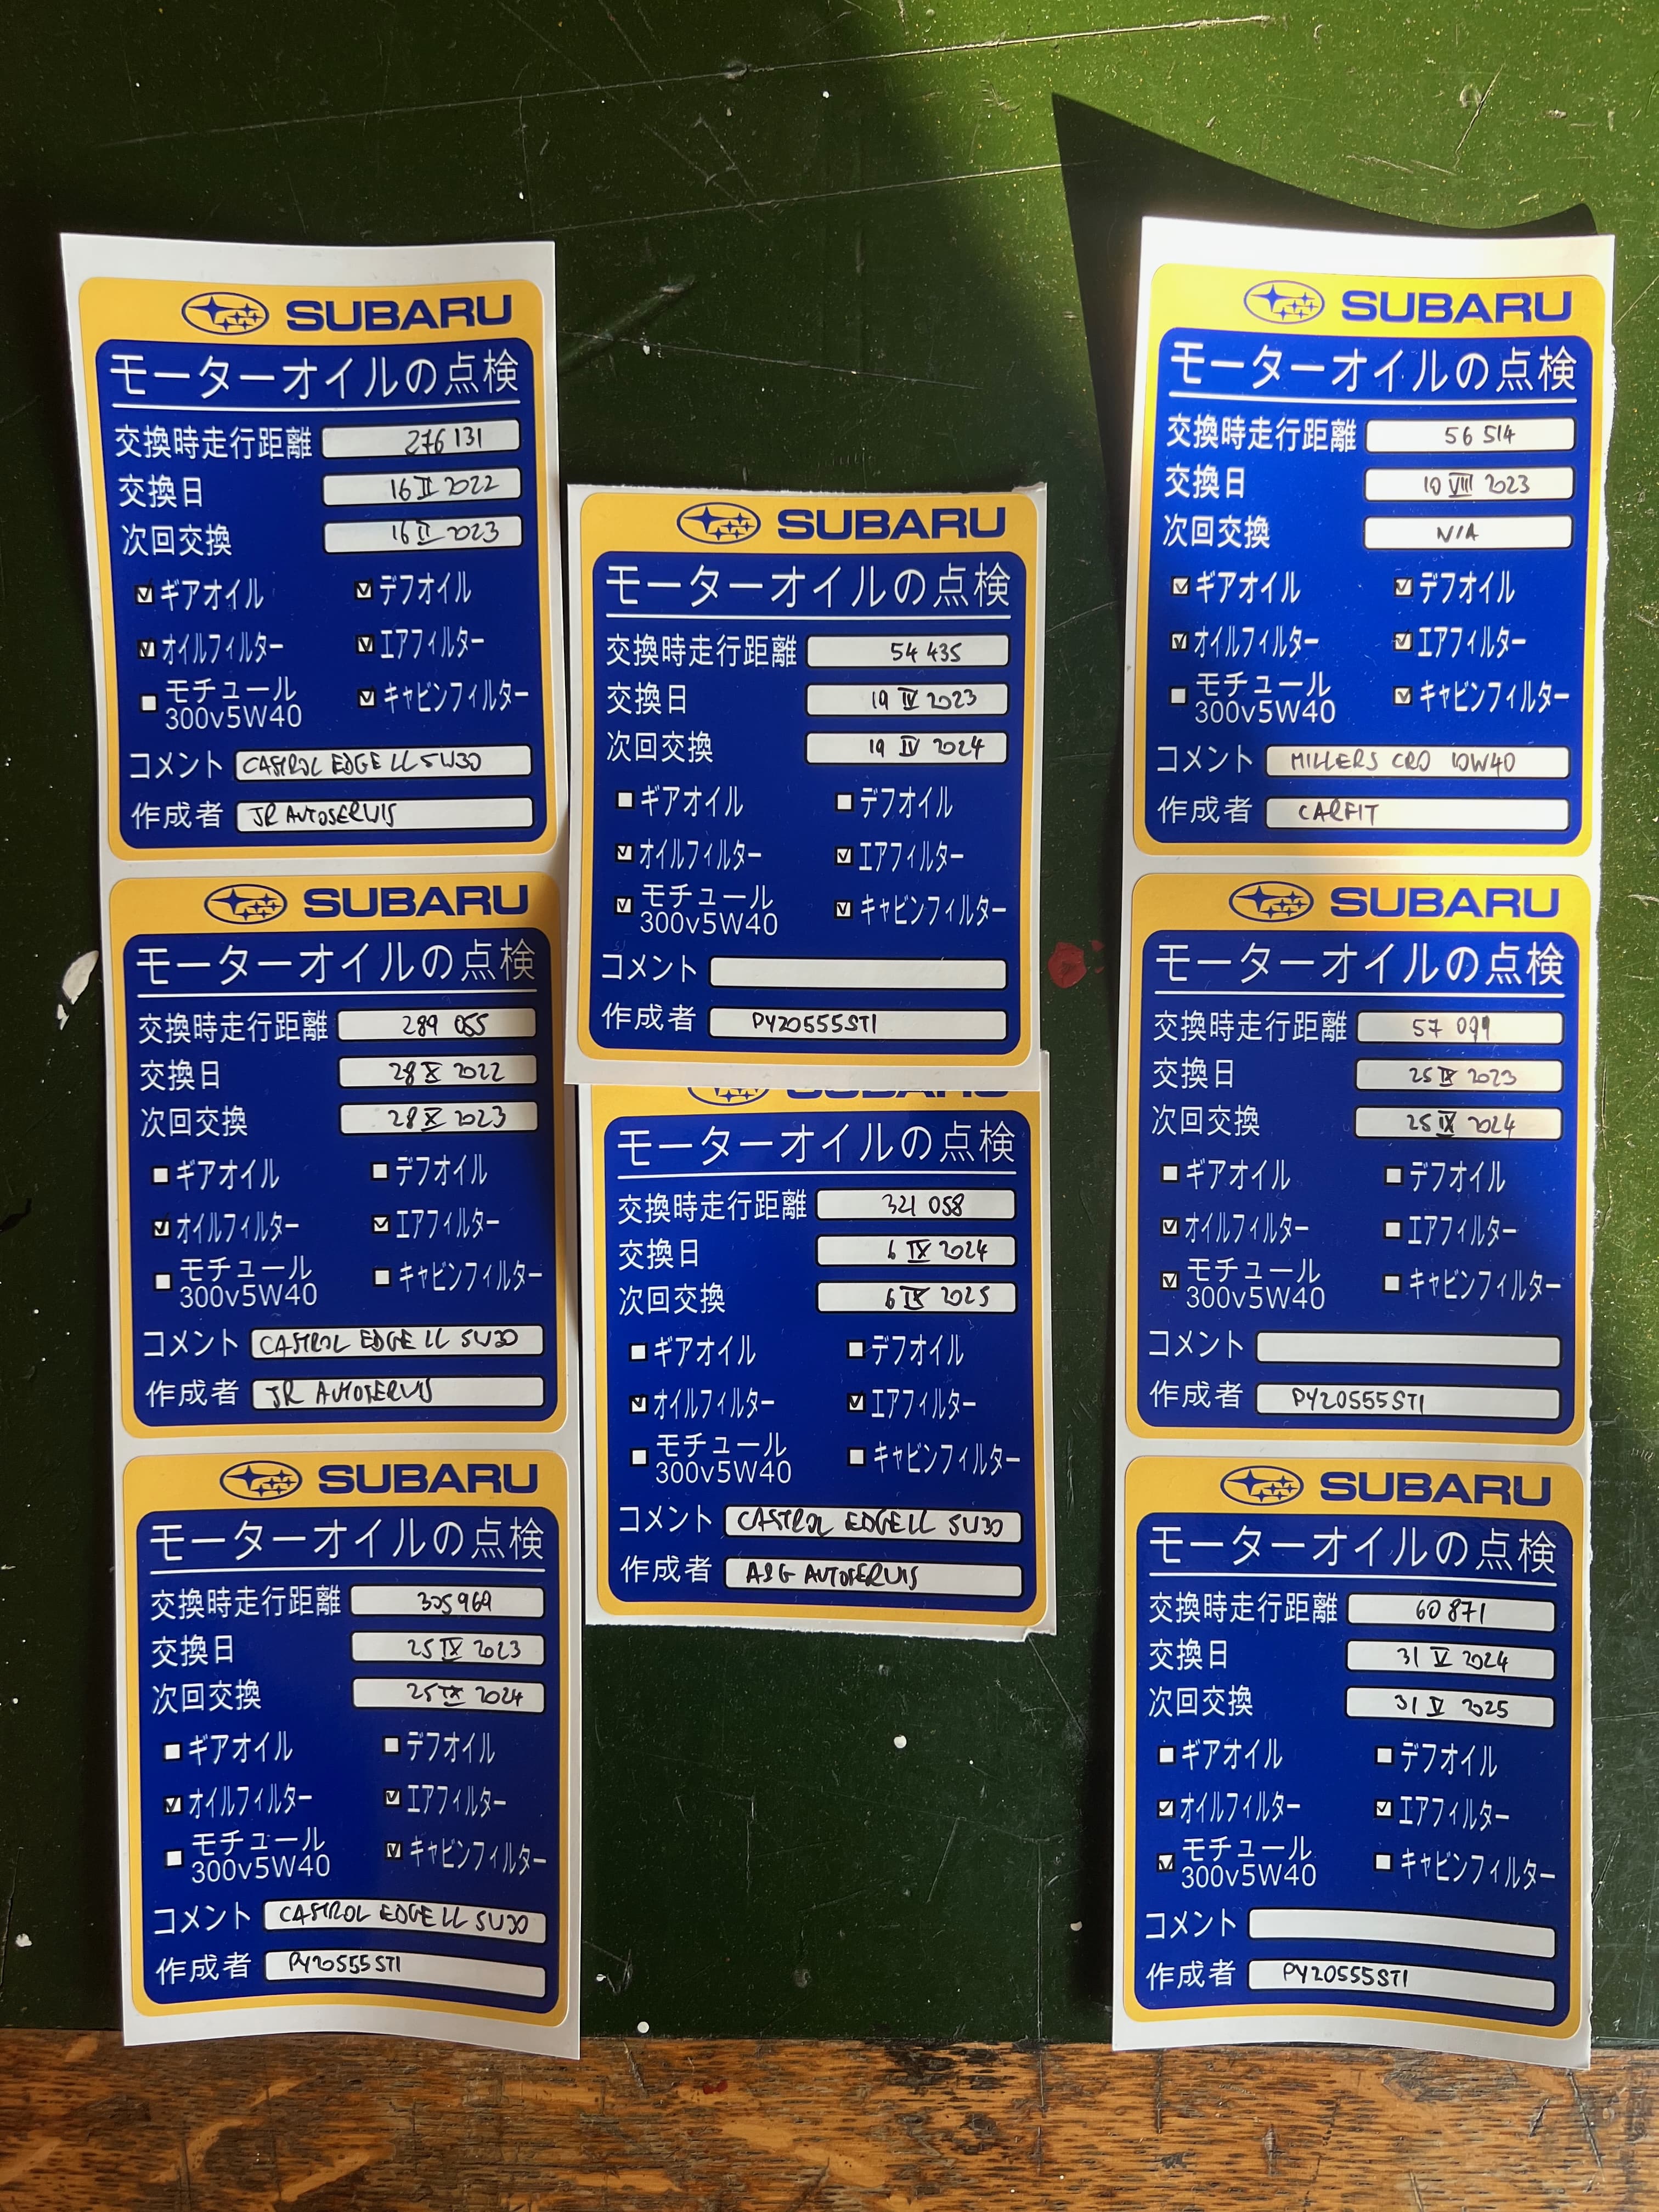 SUBARU
モーターオイルの点検
交換時走行距離 276 131
交換日 16 II 2022
次回交換 16 II 2023
ギアオイル デフオイル
オイルフィルター エアフィルター
モチュール
300v5W40 キャビンフィルター
コメント CASTROL EDGE LL 5W30
作成者 JR AUTOSERVIS
SUBARU
モーターオイルの点検
交換時走行距離 289 055
交換日 28 X 2022
次回交換 28 X 2023
ギアオイル デフオイル
オイルフィルター エアフィルター
モチュール
300v5W40 キャビンフィルター
コメント CASTROL EDGE LL 5W30
作成者 JR AUTOSERVIS
SUBARU
モーターオイルの点検
交換時走行距離 305 969
交換日 25 IX 2023
次回交換 25 IX 2024
ギアオイル デフオイル
オイルフィルター エアフィルター
モチュール
300v5W40 キャビンフィルター
コメント CASTROL EDGE LL 5W30
作成者 PY20555STI
SUBARU
モーターオイルの点検
交換時走行距離 54 435
交換日 19 IV 2023
次回交換 19 IV 2024
ギアオイル デフオイル
オイルフィルター エアフィルター
モチュール
300v5W40 キャビンフィルター
コメント
作成者 PY20555STI
SUBARU
モーターオイルの点検
交換時走行距離 321 058
交換日 6 IX 2024
次回交換 6 IX 2025
ギアオイル デフオイル
オイルフィルター エアフィルター
モチュール
300v5W40 キャビンフィルター
コメント CASTROL EDGE LL 5W30
作成者 AUTOSERVIS
SUBARU
モーターオイルの点検
交換時走行距離 56 514
交換日 10 VIII 2023
次回交換 N/A
ギアオイル デフオイル
オイルフィルター エアフィルター
モチュール
300v5W40 キャビンフィルター
コメント MILLERS CRO 10W40
作成者 CARFIT
SUBARU
モーターオイルの点検
交換時走行距離 57 099
交換日 25 IX 2023
次回交換 25 IX 2024
ギアオイル デフオイル
オイルフィルター エアフィルター
モチュール
300v5W40 キャビンフィルター
コメント
作成者 PY20555STI
SUBARU
モーターオイルの点検
交換時走行距離 60 871
交換日 31 V 2024
次回交換 31 V 2025
ギアオイル デフオイル
オイルフィルター エアフィルター
モチュール
300v5W40 キャビンフィルター
コメント
作成者 PY20555STI